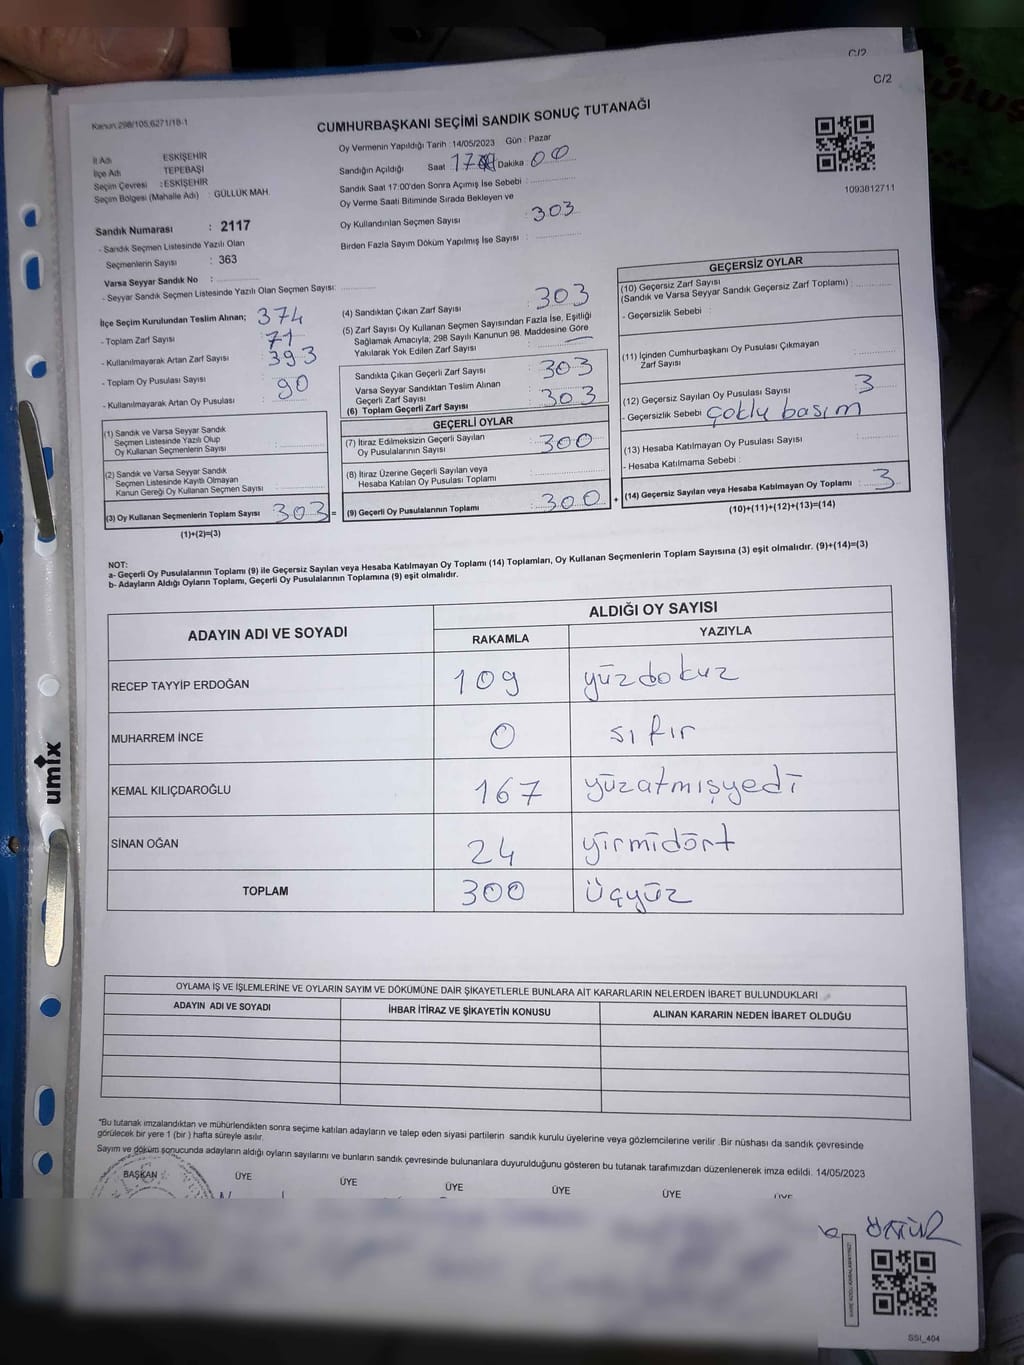 C/2
C/2
Kanun:298/105,6271/18-1
CUMHURBAŞKANI SEÇİMİ SANDIK SONUÇ TUTANAĞI
İl Adı ESKİŞEHİR
İlçe Adı TEPEBAŞI
Seçim Çevresi :ESKİŞEHİR
Seçim Bölgesi (Mahalle Adı) : GÜLLÜK MAH.
Oy Vermenin Yapıldığı Tarih :14/05/2023 Gün : Pazar
Sandığın Açıldığı Saat Dakika 00
Sandık Saat 17:00'den Sonra Açımış İse Sebebi :
Oy Verme Saati Bitiminde Sırada Bekleyen ve
Oy Kullandırılan Seçmen Sayısı 303
Birden Fazla Sayım Döküm Yapılmış İse Sayısı :
1093812711
Sandık Numarası : 2117
- Sandık Seçmen Listesinde Yazılı Olan
Seçmenlerin Sayısı : 363
Varsa Seyyar Sandık No :
- Seyyar Sandık Seçmen Listesinde Yazılı Olan Seçmen Sayısı:
İlçe Seçim Kurulundan Teslim Alınan; 374
- Toplam Zarf Sayısı 71
- Kullanılmayarak Artan Zarf Sayısı 393
- Toplam Oy Pusulası Sayısı 90
- Kullanılmayarak Artan Oy Pusulası :
(1) Sandık ve Varsa Seyyar Sandık
Seçmen Listesinde Yazılı Olup
Oy Kullanan Seçmenlerin Sayısı :
(2) Sandık ve Varsa Seyyar Sandık
Seçmen Listesinde Kayıtlı Olmayan
Kanun Gereği Oy Kullanan Seçmen Sayısı :
(3) Oy Kullanan Seçmenlerin Toplam Sayısı 303 =
(1)+(2)=(3)
(4) Sandıktan Çıkan Zarf Sayısı 303
(5) Zarf Sayısı Oy Kullanan Seçmen Sayısından Fazla İse, Eşitliği
Sağlamak Amacıyla; 298 Sayılı Kanunun 98. Maddesine Göre
Yakılarak Yok Edilen Zarf Sayısı
Sandıkta Çıkan Geçerli Zarf Sayısı 303
Varsa Seyyar Sandıktan Teslim Alınan
Geçerli Zarf Sayısı : 303
(6) Toplam Geçerli Zarf Sayısı
GEÇERLİ OYLAR
(7) İtiraz Edilmeksizin Geçerli Sayılan
Oy Pusulalarının Sayısı : 300
(8) İtiraz Üzerine Geçerli Sayılan veya
Hesaba Katılan Oy Pusulası Toplamı
(9) Geçerli Oy Pusulalarının Toplamı : 300 +
GEÇERSİZ OYLAR
(10) Geçersiz Zarf Sayısı
(Sandık ve Varsa Seyyar Sandık Geçersiz Zarf Toplamı) :
- Geçersizlik Sebebi :
(11) İçinden Cumhurbaşkanı Oy Pusulası Çıkmayan
Zarf Sayısı
(12) Geçersiz Sayılan Oy Pusulası Sayısı 3
- Geçersizlik Sebebi çoklu basım
(13) Hesaba Katılmayan Oy Pusulası Sayısı
- Hesaba Katılmama Sebebi :
(14) Geçersiz Sayılan veya Hesaba Katılmayan Oy Toplamı : 3
(10)+(11)+(12)+(13)=(14)
NOT:
a- Geçerli Oy Pusulalarının Toplamı (9) ile Geçersiz Sayılan veya Hesaba Katılmayan Oy Toplamı (14) Toplamları, Oy Kullanan Seçmenlerin Toplam Sayısına (3) eşit olmalıdır. (9)+(14)=(3)
b- Adayların Aldığı Oyların Toplamı, Geçerli Oy Pusulalarının Toplamına (9) eşit olmalıdır.
ADAYIN ADI VE SOYADI
ALDIĞI OY SAYISI
RAKAMLA YAZIYLA
RECEP TAYYİP ERDOĞAN 109 yüzdokuz
MUHARREM İNCE 0 sıfır
KEMAL KILIÇDAROĞLU 167 yüzatmışyedi
SİNAN OĞAN 24 yirmidört
TOPLAM 300 üçyüz
OYLAMA İŞ VE İŞLEMLERİNE VE OYLARIN SAYIM VE DÖKÜMÜNE DAİR ŞİKAYETLERLE BUNLARA AİT KARARLARIN NELERDEN İBARET BULUNDUKLARI
ADAYIN ADI VE SOYADI İHBAR İTİRAZ VE ŞİKAYETİN KONUSU ALINAN KARARIN NEDEN İBARET OLDUĞU
*Bu tutanak imzalandıktan ve mühürlendikten sonra seçime katılan adayların ve talep eden siyasi partilerin sandık kurulu üyelerine veya gözlemcilerine verilir .Bir nüshası da sandık çevresinde
görülecek bir yere 1 (bir ) hafta süreyle asılır.
Sayım ve döküm sonucunda adayların aldığı oyların sayılarını ve bunların sandık çevresinde bulunanlara duyurulduğunu gösteren bu tutanak tarafımızdan düzenlenerek imza edildi. 14/05/2023
BAŞKAN ÜYE ÜYE ÜYE ÜYE ÜYE ÜYE
SSI_404
umix